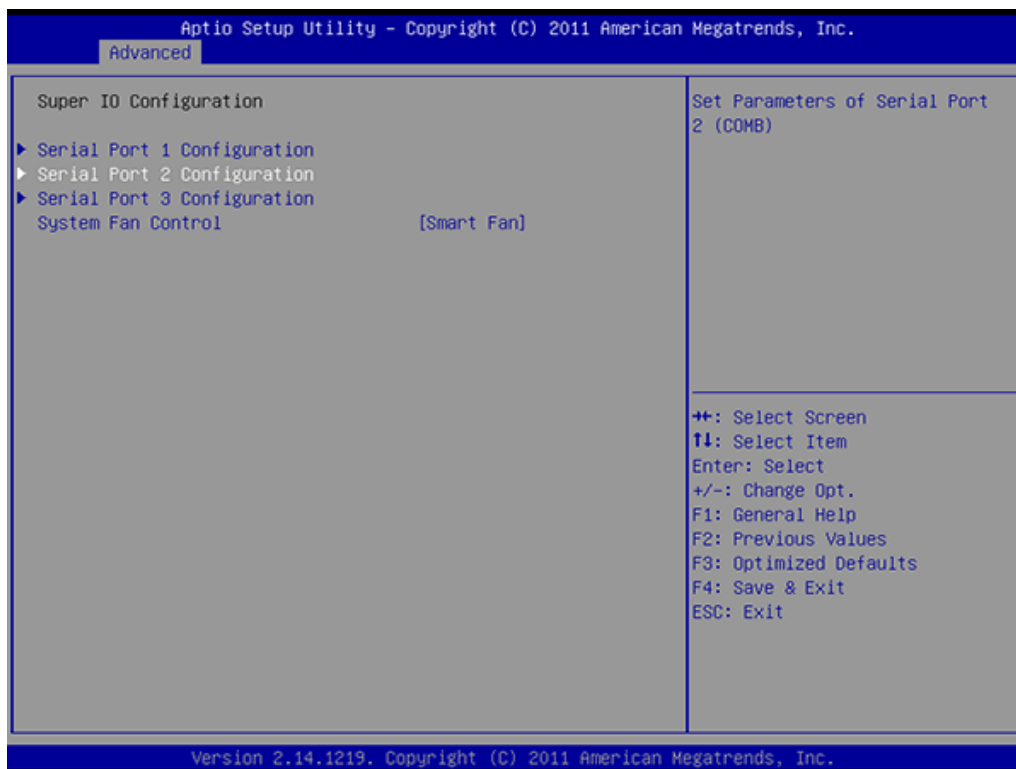 Aptio Setup Utility – Copyright (C) 2011 American Megatrends, Inc.
Advanced
Super IO Configuration
Serial Port 1 Configuration
Serial Port 2 Configuration
Serial Port 3 Configuration
System Fan Control [Smart Fan]
Set Parameters of Serial Port
2 (COMB)
→←: Select Screen
↑↓: Select Item
Enter: Select
+/-: Change Opt.
F1: General Help
F2: Previous Values
F3: Optimized Defaults
F4: Save & Exit
ESC: Exit
Version 2.14.1219. Copyright (C) 2011 American Megatrends, Inc.